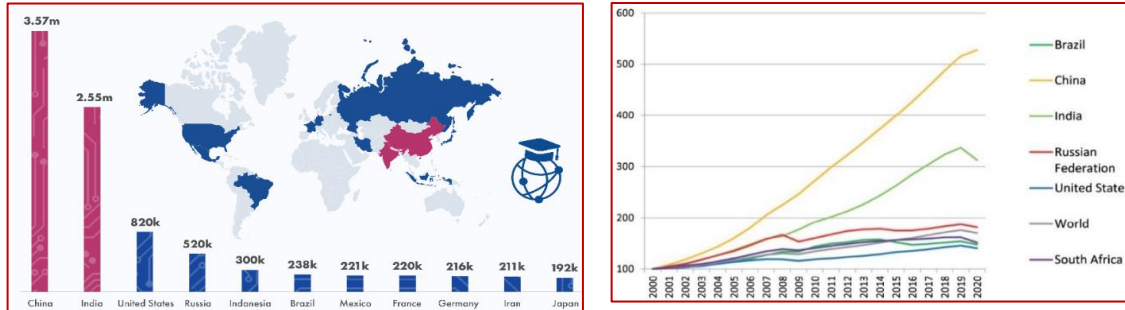 3.57m
2.55m
820k
520k
300k
238k
221k
220k
216k
211k
192k
China
India
United States
Russia
Indonesia
Brazil
Mexico
France
Germany
Iran
Japan
600
500
400
300
200
100
2000
2001
2002
2003
2004
2005
2006
2007
2008
2009
2010
2011
2012
2013
2014
2015
2016
2017
2018
2019
2020
Brazil
China
India
Russian
Federation
United State
World
South Africa